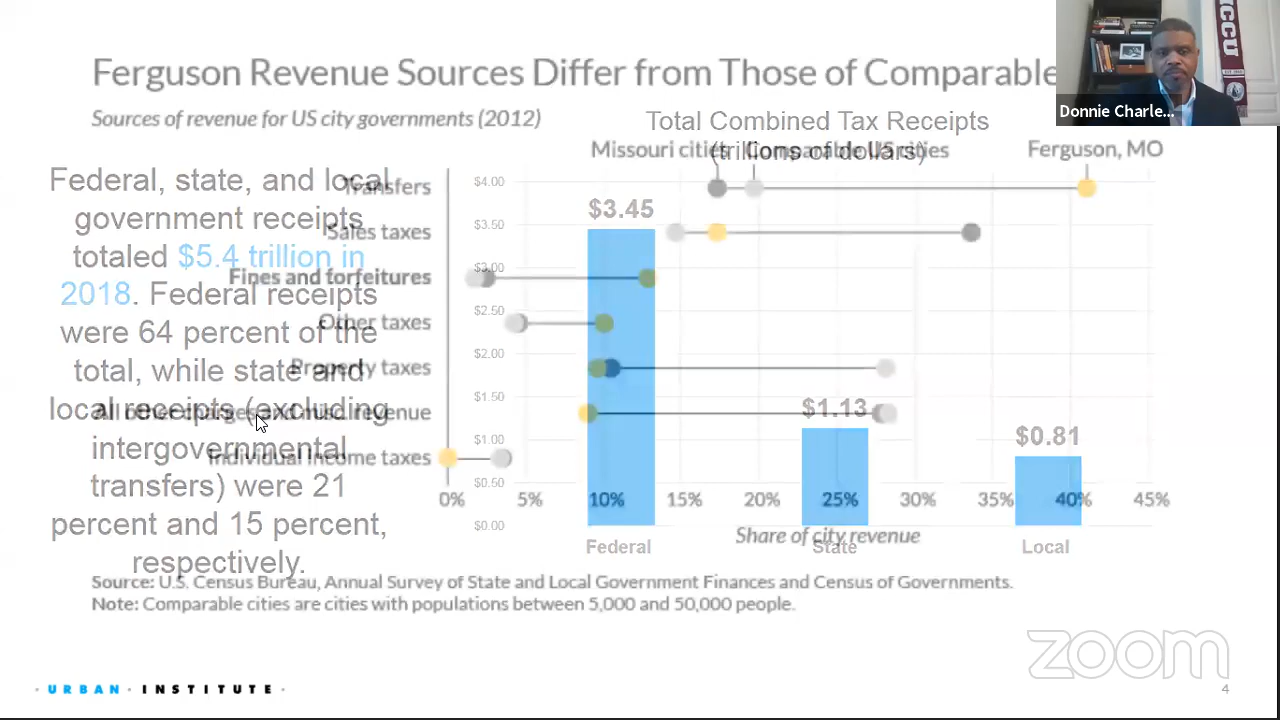 Ferguson Revenue Sources Differ from Those of Comparable
Sources of revenue for US city governments (2012)
Total Combined Tax Receipts
(trillions of dollars)
Missouri cities Comparable US cities Ferguson, MO
Federal, state, and local
government receipts
totaled $5.4 trillion in
2018. Federal receipts
were 64 percent of the
total, while state and
local receipts (excluding
intergovernmental
transfers) were 21
percent and 15 percent,
respectively.
Transfers
Sales taxes
Fines and forfeitures
Other taxes
Property taxes
All other charges and misc. revenue
Individual income taxes
$4.00
$3.50
$3.00
$2.50
$2.00
$1.50
$1.00
$0.50
$0.00
$3.45
$1.13
$0.81
0% 5% 10% 15% 20% 25% 30% 35% 40% 45%
Share of city revenue
Federal State Local
Source: U.S. Census Bureau, Annual Survey of State and Local Government Finances and Census of Governments.
Note: Comparable cities are cities with populations between 5,000 and 50,000 people.
URBAN INSTITUTE
4
zoom
Donnie Charle...
NCCU